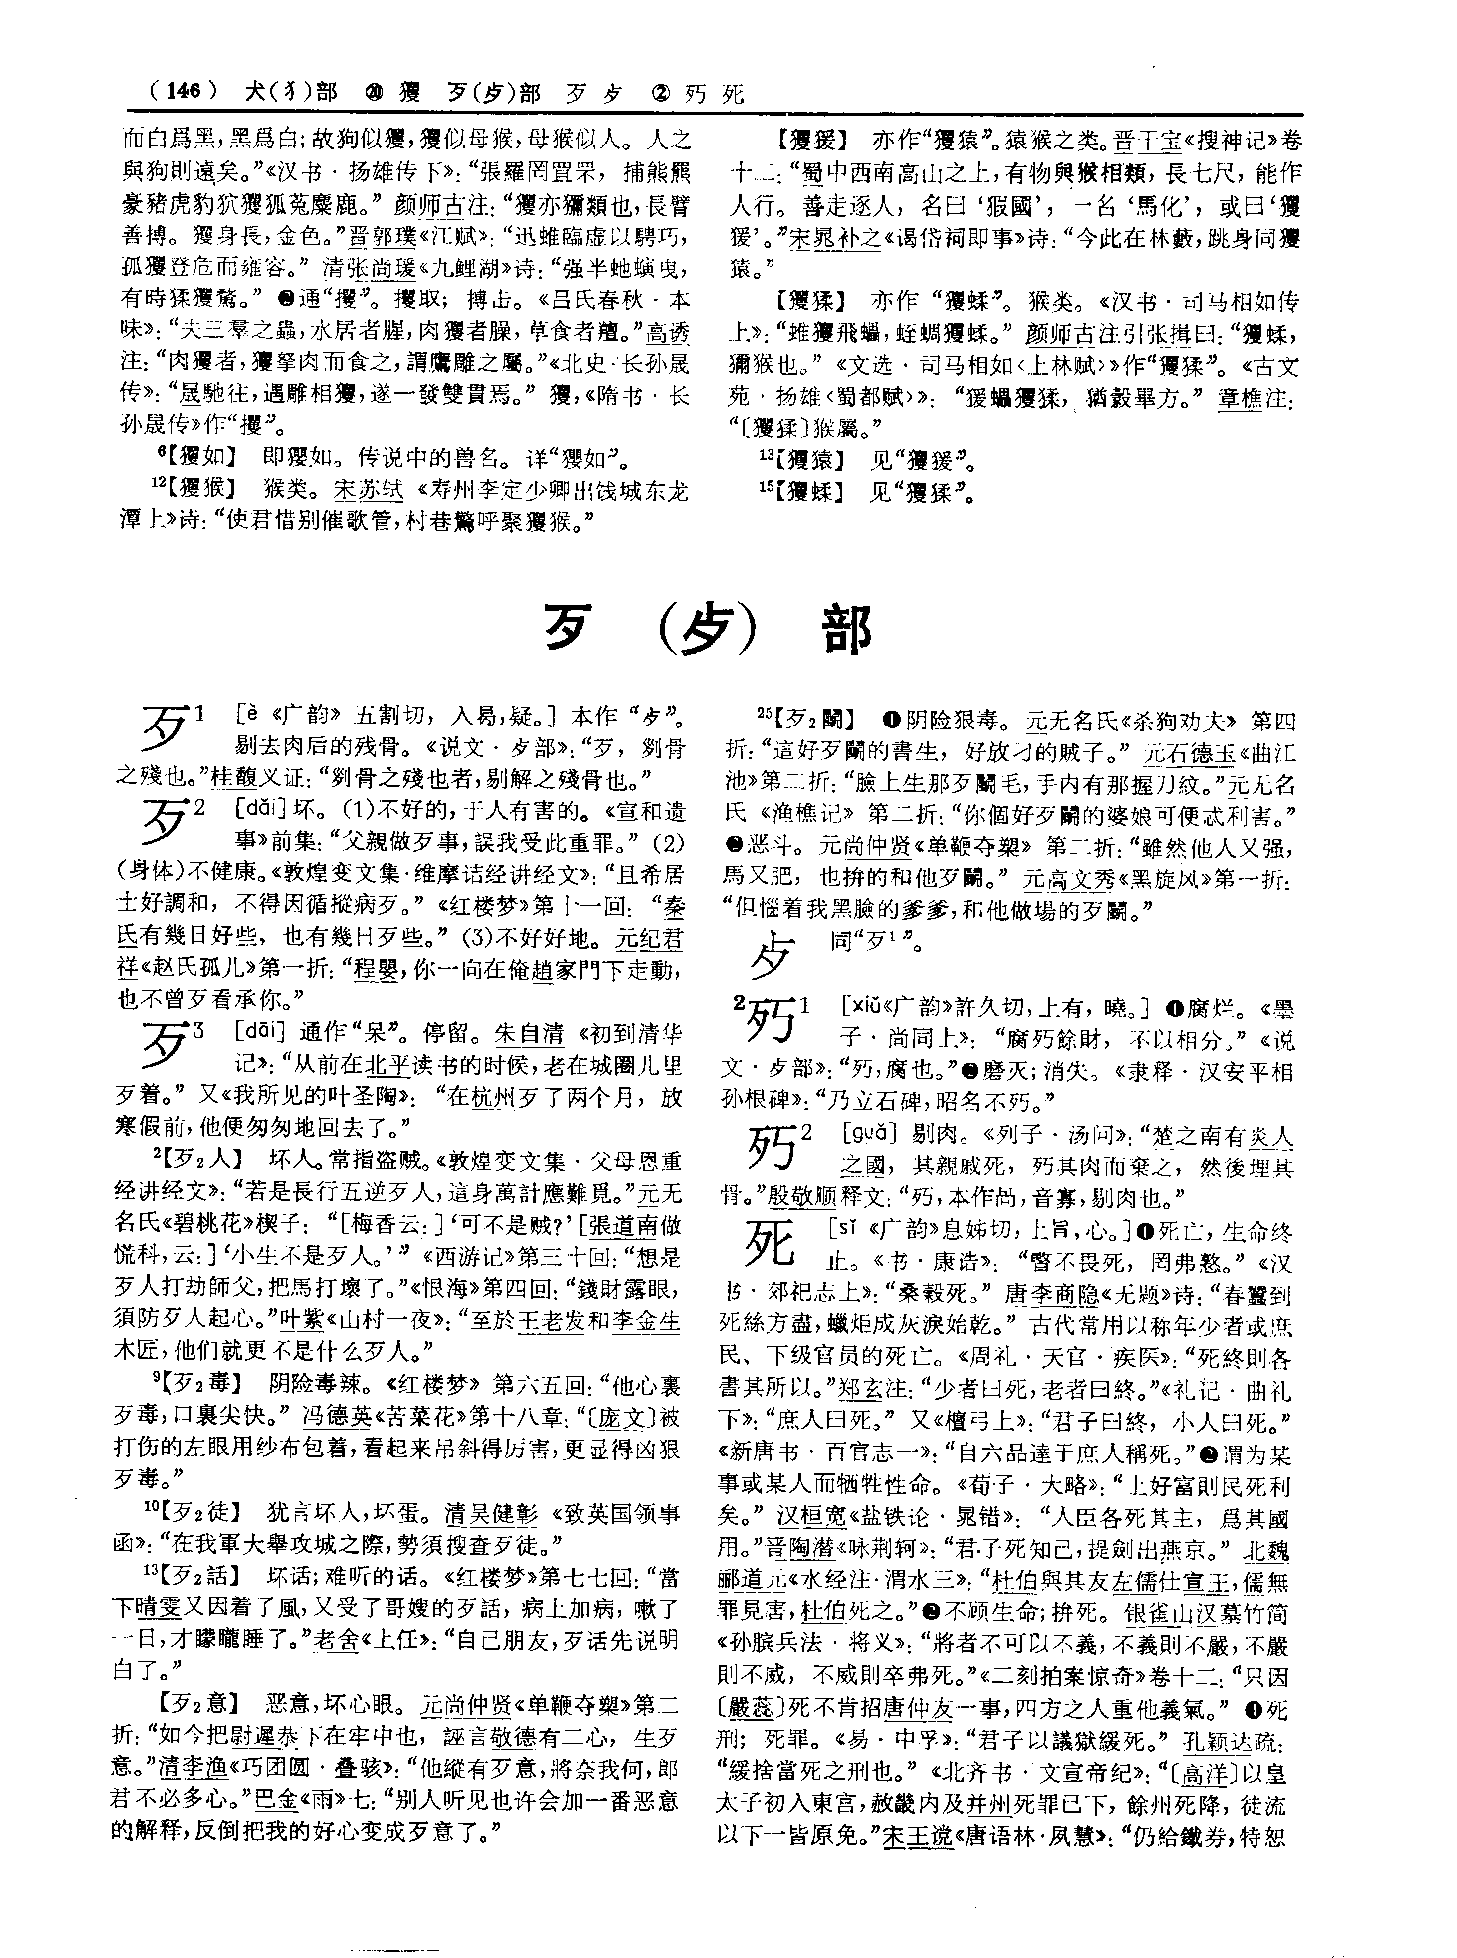 （146） 犬(犭)部 ⑳ 玃 歹(歺)部 歹 歺 ② 歹丂 死
而白爲黑，黑爲白；故狗似玃，玃似母猴，母猴似人。人之
與狗則遠矣。”《汉书·扬雄传下》：“張羅罔罝罘，捕熊羆
豪豬虎豹狖玃狐菟麋鹿。”颜师古注：“玃亦獼類也，長臂
善搏。玃身長，金色。”晋郭璞《江赋》：“迅蜼臨虛以騁巧，
孤玃登危而雍容。”清张尚瑗《九鲤湖》诗：“强半虵螾曳，
有時猱玃驚。”❷通“攫”。攫取；搏击。《吕氏春秋·本
味》：“夫三羣之蟲，水居者腥，肉玃者臊，草食者羶。”高诱
注：“肉玃者，玃拏肉而食之，謂鷹雕之屬。”《北史·长孙晟
传》：“晟馳往，遇雕相玃，遂一發雙貫焉。”玃，《隋书·长
孙晟传》作“攫”。
6【玃如】 即玃如。传说中的兽名。详“玃如”。
12【玃猴】 猴类。宋苏轼《寿州李定少卿出饯城东龙
潭上》诗：“使君惜别催歌管，村巷驚呼聚玃猴。”
【玃猨】 亦作“玃猿”。猿猴之类。晋干宝《搜神记》卷
十二：“蜀中西南高山之上，有物與猴相類，長七尺，能作
人行。善走逐人，名曰‘猳國’，一名‘馬化’，或曰‘玃
猨’。”宋晁补之《谒岱祠即事》诗：“今此在林藪，跳身同玃
猿。”
【玃猱】 亦作“玃蝚”。猴类。《汉书·司马相如传
上》：“蜼玃飛蠝，蛭蜩玃蝚。”颜师古注引张揖曰：“玃蝚，
獼猴也。”《文选·司马相如〈上林赋〉》作“玃猱”。《古文
苑·扬雄〈蜀都赋〉》：“猨蠝玃猱，猶縠畢方。”章樵注：
“〔玃猱〕猴屬。”
13【玃猿】 见“玃猨”。
15【玃蝚】 见“玃猱”。
歹 （歺） 部
歹1 ［è《广韵》五割切，入曷，疑。］本作“歺”。
剔去肉后的残骨。《说文·歺部》：“歹，剡骨
之殘也。”桂馥义证：“剡骨之殘也者，剔解之殘骨也。”
歹2 ［dǎi］坏。(1)不好的，于人有害的。《宣和遗
事》前集：“父親做歹事，誤我受此重罪。”(2)
(身体)不健康。《敦煌变文集·维摩诘经讲经文》：“且希居
士好調和，不得因循摐病歹。”《红楼梦》第十一回：“秦
氏有幾日好些，也有幾日歹些。”(3)不好好地。元纪君
祥《赵氏孤儿》第一折：“程嬰，你一向在俺趙家門下走動，
也不曾歹看承你。”
歹3 ［dāi］通作“呆”。停留。朱自清《初到清华
记》：“从前在北平读书的时候，老在城圈儿里
歹着。”又《我所见的叶圣陶》：“在杭州歹了两个月，放
寒假前，他便匆匆地回去了。”
2【歹2人】 坏人。常指盗贼。《敦煌变文集·父母恩重
经讲经文》：“若是長行五逆歹人，這身萬計應難覓。”元无
名氏《碧桃花》楔子：“［梅香云：］‘可不是贼？’［張道南做
慌科，云：］‘小生不是歹人。’”《西游记》第三十回：“想是
歹人打劫師父，把馬打壞了。”《恨海》第四回：“錢財露眼，
須防歹人起心。”叶紫《山村一夜》：“至於王老发和李金生
木匠，他们就更不是什么歹人。”
9【歹2毒】 阴险毒辣。《红楼梦》第六五回：“他心裏
歹毒，口裏尖快。”冯德英《苦菜花》第十八章：“〔庞文〕被
打伤的左眼用纱布包着，看起来吊斜得厉害，更显得凶狠
歹毒。”
10【歹2徒】 犹言坏人，坏蛋。清吴健彰《致英国领事
函》：“在我軍大舉攻城之際，勢須搜查歹徒。”
13【歹2話】 坏话；难听的话。《红楼梦》第七七回：“當
下晴雯又因着了風，又受了哥嫂的歹話，病上加病，嗽了
一日，才矇矓睡了。”老舍《上任》：“自己朋友，歹话先说明
白了。”
【歹2意】 恶意，坏心眼。元尚仲贤《单鞭夺槊》第二
折：“如今把尉遲恭下在牢中也，誣言敬德有二心，生歹
意。”清李渔《巧团圆·叠骇》：“他縱有歹意，將奈我何，郎
君不必多心。”巴金《雨》七：“别人听见也许会加一番恶意
的解释，反倒把我的好心变成歹意了。”
25【歹2鬭】 ❶阴险狠毒。元无名氏《杀狗劝夫》第四
折：“這好歹鬭的書生，好放刁的賊子。”元石德玉《曲江
池》第二折：“臉上生那歹鬭毛，手内有那握刀紋。”元无名
氏《渔樵记》第二折：“你個好歹鬭的婆娘可便忒利害。”
❷恶斗。元尚仲贤《单鞭夺槊》第二折：“雖然他人又强，
馬又肥，也拚的和他歹鬭。”元高文秀《黑旋风》第一折：
“但惱着我黑臉的爹爹，和他做場的歹鬭。”
歺 同“歹1”。
2朽1 ［xiǔ《广韵》許久切，上有，曉。］❶腐烂。《墨
子·尚同上》：“腐㱙餘財，不以相分。”《说
文·歺部》：“㱙，腐也。”❷磨灭；消失。《隶释·汉安平相
孙根碑》：“乃立石碑，昭名不㱙。”
㱙2 ［guǎ］剔肉。《列子·汤问》：“楚之南有炎人
之國，其親戚死，㱙其肉而棄之，然後埋其
骨。”殷敬顺释文：“㱙，本作咼，音寡，剔肉也。”
死 ［sǐ《广韵》息姊切，上旨，心。］❶死亡，生命终
止。《书·康诰》：“暋不畏死，罔弗憝。”《汉
书·郊祀志上》：“桑穀死。”唐李商隐《无题》诗：“春蠶到
死絲方盡，蠟炬成灰淚始乾。”古代常用以称年少者或庶
民、下级官员的死亡。《周礼·天官·疾医》：“死終則各
書其所以。”郑玄注：“少者曰死，老者曰終。”《礼记·曲礼
下》：“庶人曰死。”又《檀弓上》：“君子曰終，小人曰死。”
《新唐书·百官志一》：“自六品達于庶人稱死。”❷谓为某
事或某人而牺牲性命。《荀子·大略》：“上好富則民死利
矣。”汉桓宽《盐铁论·晁错》：“人臣各死其主，爲其國
用。”晋陶潜《咏荆轲》：“君子死知己，提劍出燕京。”北魏
郦道元《水经注·渭水三》：“杜伯與其友左儒仕宣王，儒無
罪見害，杜伯死之。”❸不顾生命；拚死。银雀山汉墓竹简
《孙膑兵法·将义》：“將者不可以不義，不義則不嚴，不嚴
則不威，不威則卒弗死。”《二刻拍案惊奇》卷十二：“只因
〔嚴蕊〕死不肯招唐仲友一事，四方之人重他義氣。”❹死
刑；死罪。《易·中孚》：“君子以議獄緩死。”孔颖达疏：
“緩捨當死之刑也。”《北齐书·文宣帝纪》：“〔高洋〕以皇
太子初入東宫，赦畿内及并州死罪已下，餘州死降，徒流
以下一皆原免。”宋王谠《唐语林·夙慧》：“仍給鐵券，特恕